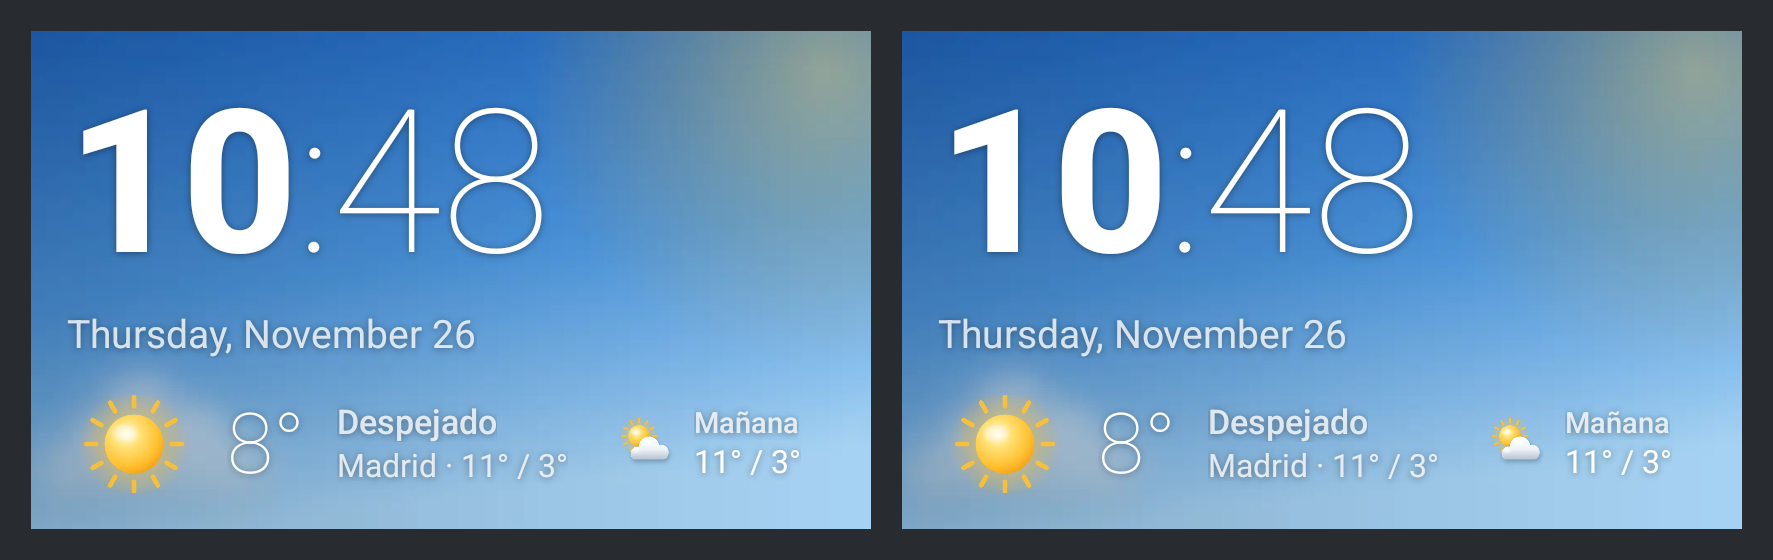 10:48
Thursday, November 26
8°
Despejado
Madrid · 11° / 3°
Mañana
11° / 3°
10:48
Thursday, November 26
8°
Despejado
Madrid · 11° / 3°
Mañana
11° / 3°